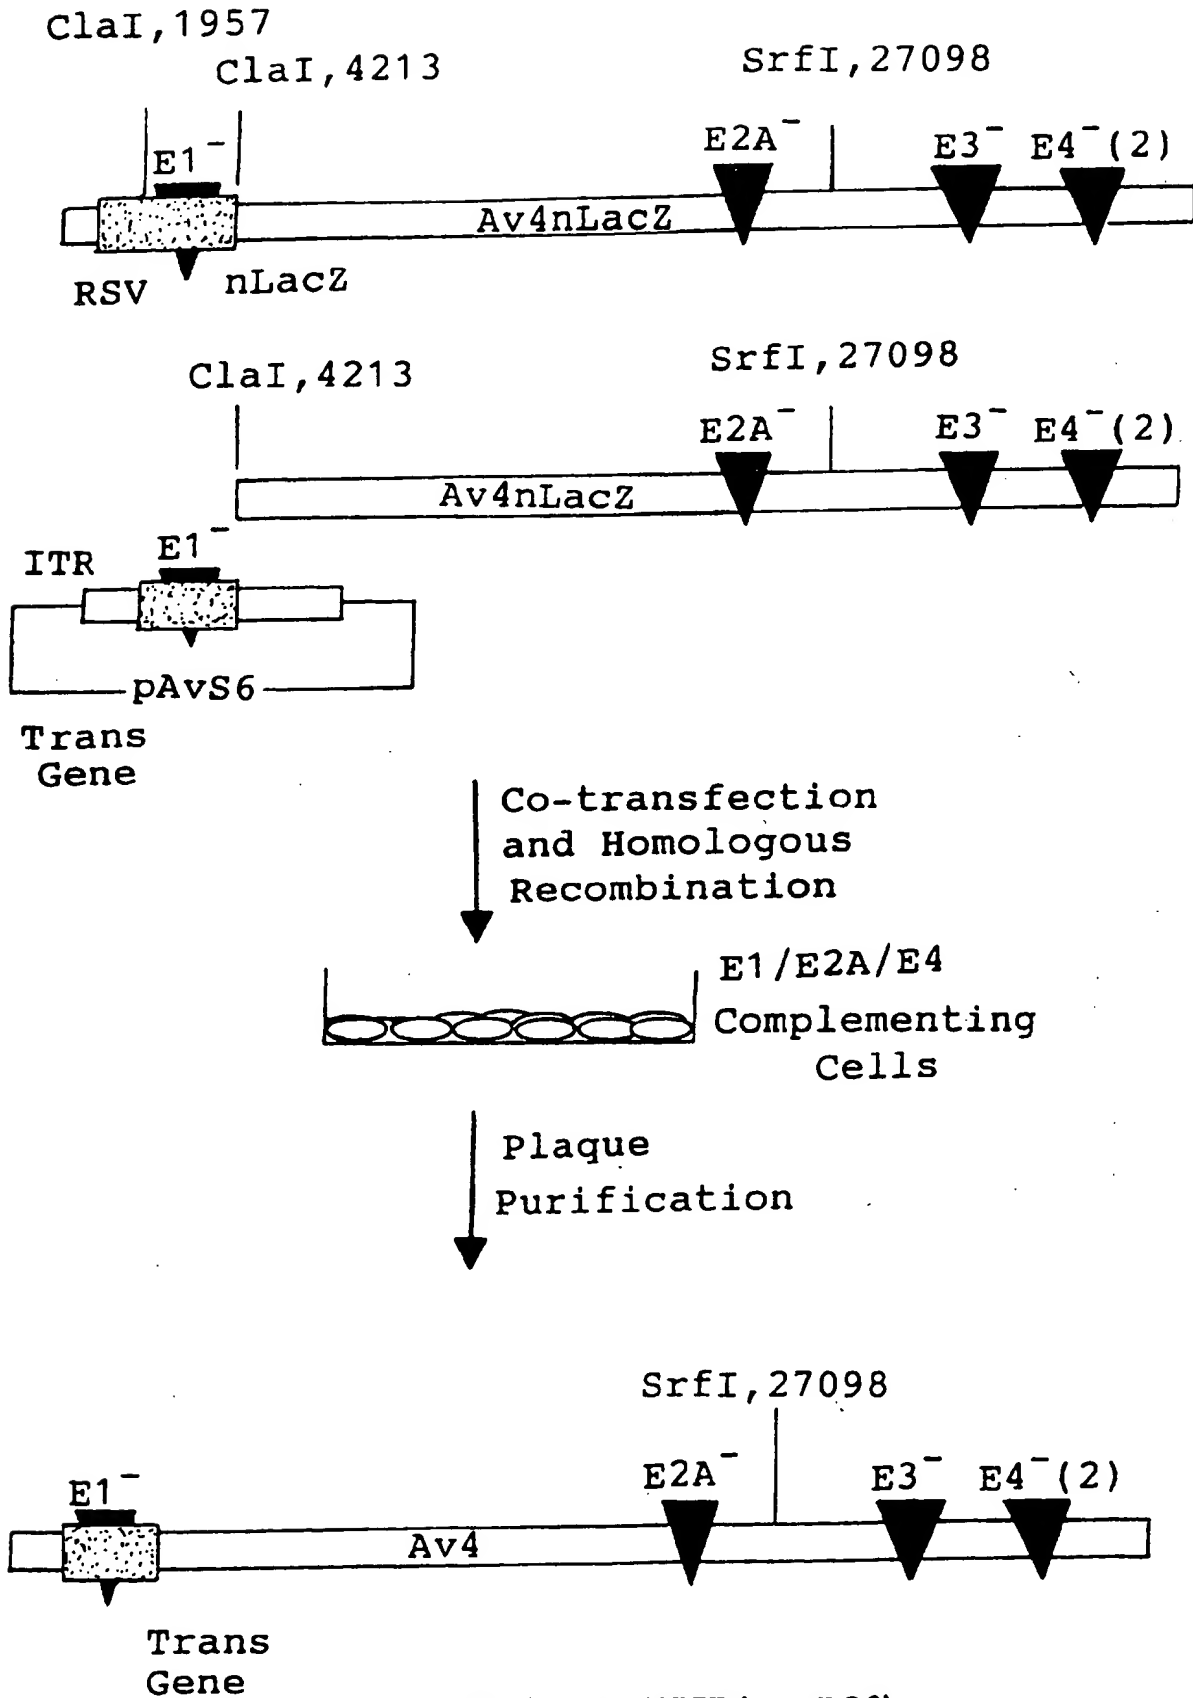 ClaI,1957
ClaI,4213
SrfI,27098
E1⁻
E2A⁻
E3⁻
E4⁻(2)
Av4nLacZ
RSV
nLacZ
ClaI,4213
SrfI,27098
E2A⁻
E3⁻
E4⁻(2)
Av4nLacZ
ITR
E1⁻
pAvS6
Trans
Gene
Co-transfection
and Homologous
Recombination
E1/E2A/E4
Complementing
Cells
Plaque
Purification
SrfI,27098
E1⁻
E2A⁻
E3⁻
E4⁻(2)
Av4
Trans
Gene